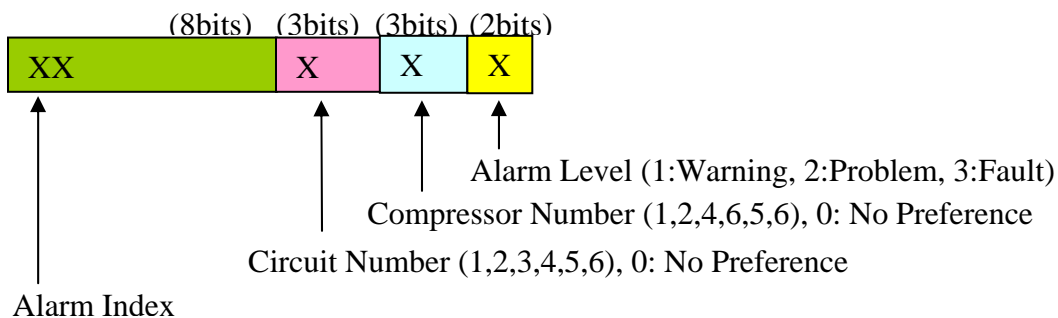 (8bits) (3bits) (3bits) (2bits)
XX X X X
Alarm Level (1:Warning, 2:Problem, 3:Fault)
Compressor Number (1,2,4,6,5,6), 0: No Preference
Circuit Number (1,2,3,4,5,6), 0: No Preference
Alarm Index